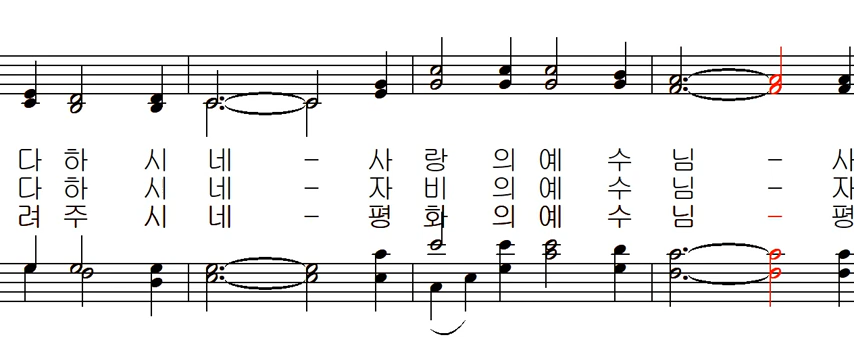 다 하 시 네 – 사 랑 의 예 수 님 – 사
다 하 시 네 – 자 비 의 예 수 님 – 자
려 주 시 네 – 평 화 의 예 수 님 – 평